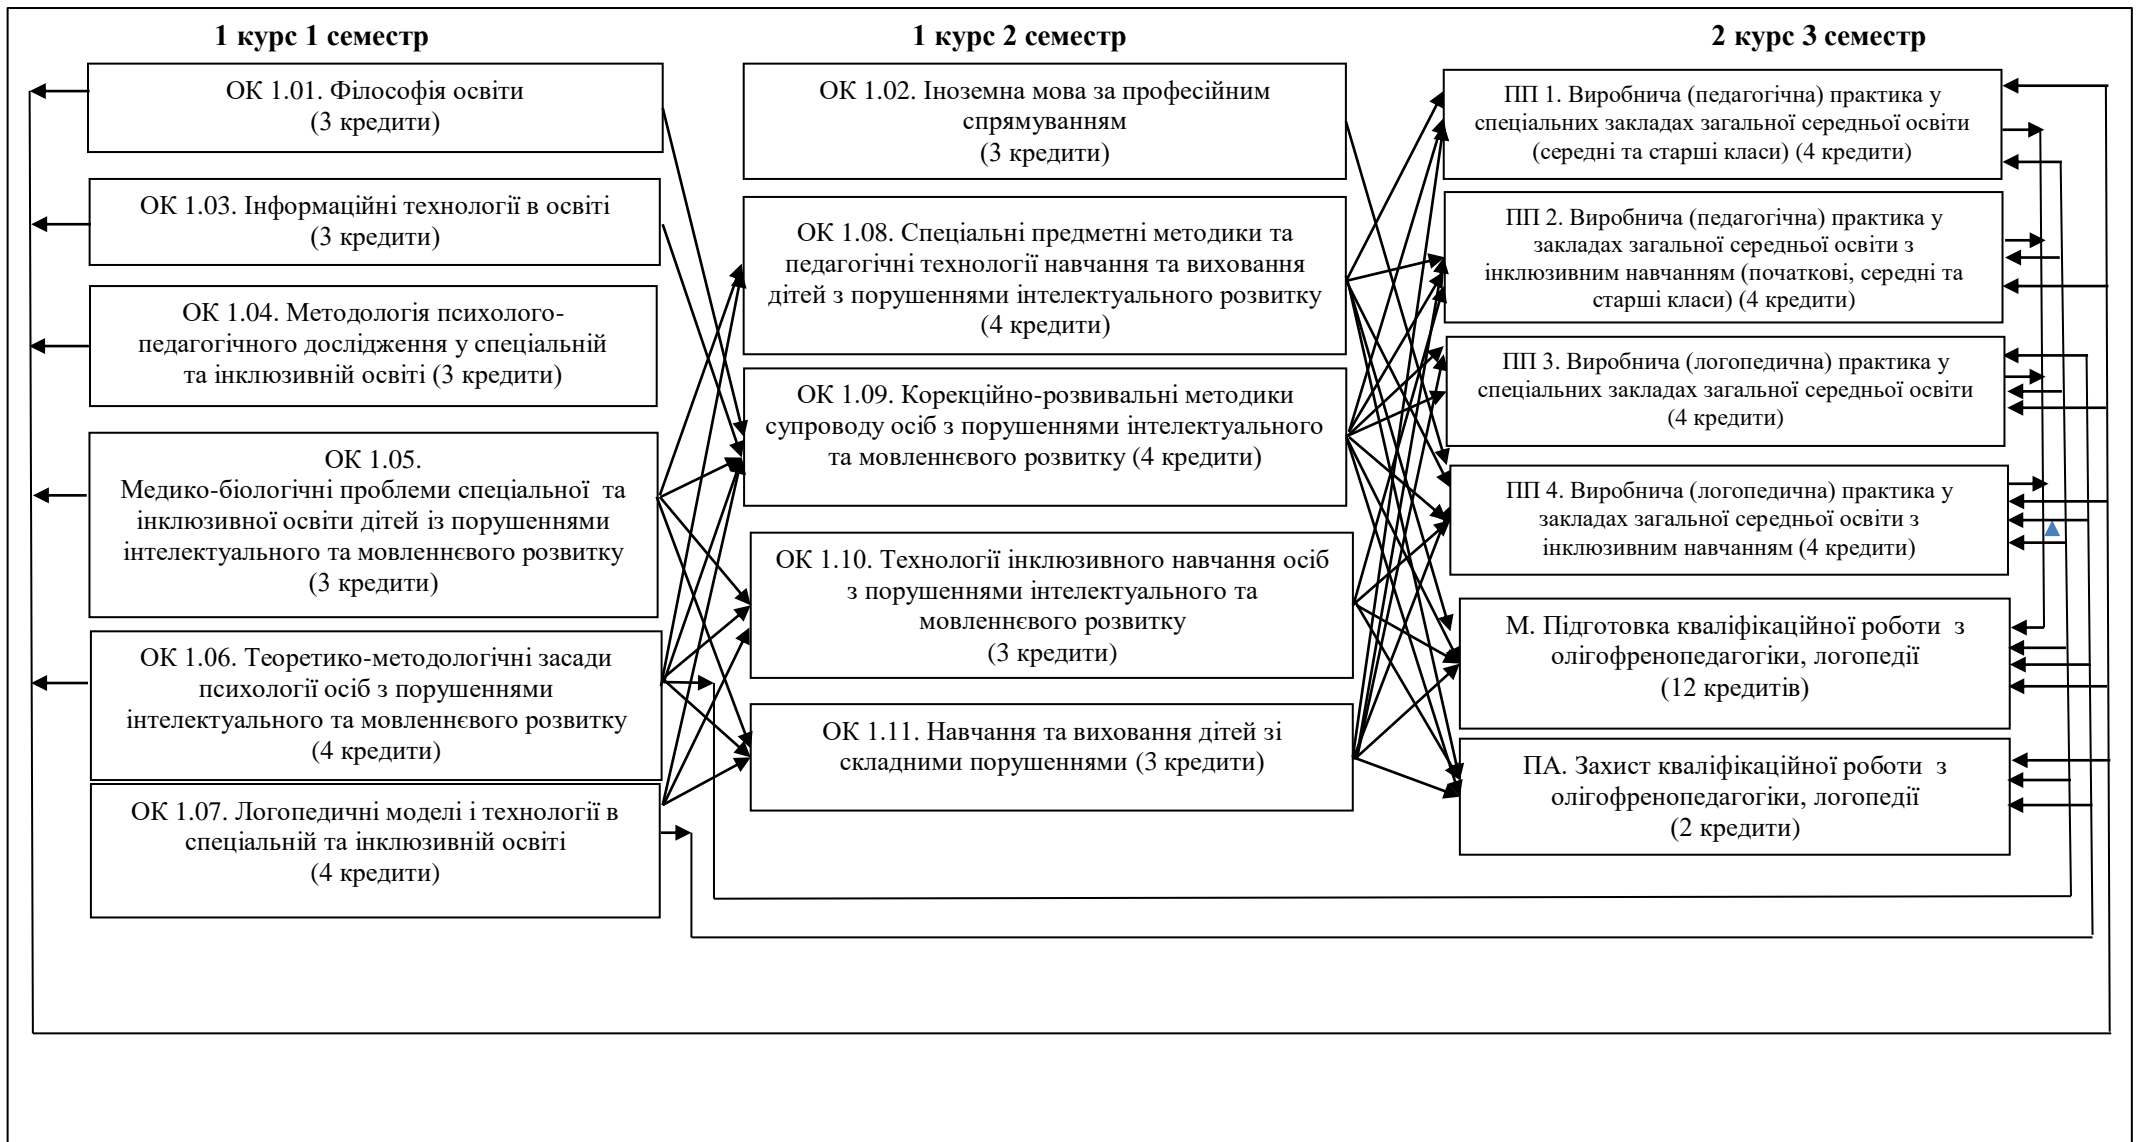 1 курс 1 семестр
1 курс 2 семестр
2 курс 3 семестр
ОК 1.01. Філософія освіти
(3 кредити)
ОК 1.03. Інформаційні технології в освіті
(3 кредити)
ОК 1.04. Методологія психолого-
педагогічного дослідження у спеціальній
та інклюзивній освіті (3 кредити)
ОК 1.05.
Медико-біологічні проблеми спеціальної та
інклюзивної освіти дітей із порушеннями
інтелектуального та мовленнєвого розвитку
(3 кредити)
ОК 1.06. Теоретико-методологічні засади
психології осіб з порушеннями
інтелектуального та мовленнєвого розвитку
(4 кредити)
ОК 1.07. Логопедичні моделі і технології в
спеціальній та інклюзивній освіті
(4 кредити)
ОК 1.02. Іноземна мова за професійним
спрямуванням
(3 кредити)
ОК 1.08. Спеціальні предметні методики та
педагогічні технології навчання та виховання
дітей з порушеннями інтелектуального розвитку
(4 кредити)
ОК 1.09. Корекційно-розвивальні методики
супроводу осіб з порушеннями інтелектуального
та мовленнєвого розвитку (4 кредити)
ОК 1.10. Технології інклюзивного навчання осіб
з порушеннями інтелектуального та
мовленнєвого розвитку
(3 кредити)
ОК 1.11. Навчання та виховання дітей зі
складними порушеннями (3 кредити)
ПП 1. Виробнича (педагогічна) практика у
спеціальних закладах загальної середньої освіти
(середні та старші класи) (4 кредити)
ПП 2. Виробнича (педагогічна) практика у
закладах загальної середньої освіти з
інклюзивним навчанням (початкові, середні та
старші класи) (4 кредити)
ПП 3. Виробнича (логопедична) практика у
спеціальних закладах загальної середньої освіти
(4 кредити)
ПП 4. Виробнича (логопедична) практика у
закладах загальної середньої освіти з
інклюзивним навчанням (4 кредити)
М. Підготовка кваліфікаційної роботи з
олігофренопедагогіки, логопедії
(12 кредитів)
ПА. Захист кваліфікаційної роботи з
олігофренопедагогіки, логопедії
(2 кредити)